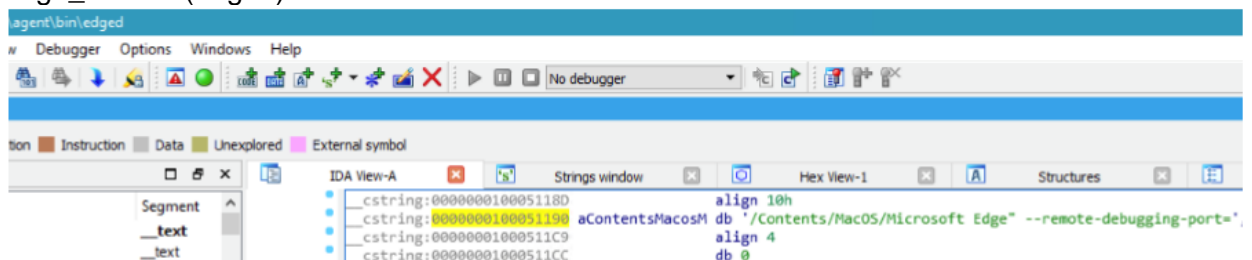 \agent\bin\edged
Debugger Options Windows Help
No debugger
Instruction Data Unexplored External symbol
IDA View-A Strings window Hex View-1 Structures
Segment
__text
__text
__cstring:000000010005118D align 10h
__cstring:0000000100051190 aContentsMacosM db '/Contents/MacOS/Microsoft Edge" --remote-debugging-port=',
__cstring:00000001000511C9 align 4
__cstring:00000001000511CC db 0